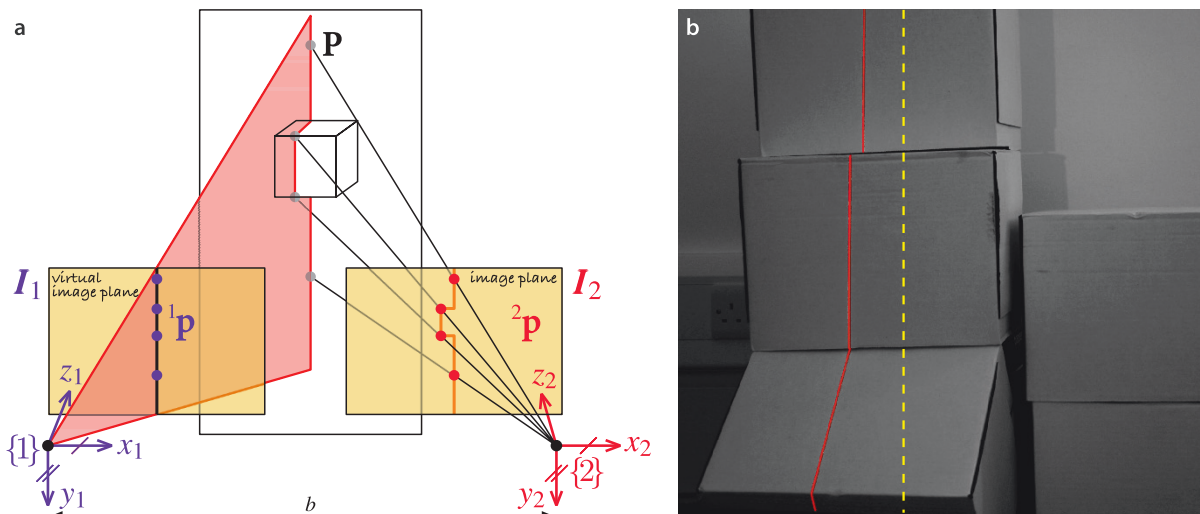 a
b
P
virtual
image plane
image plane
I₁
I₂
¹p
²p
z₁
z₂
{1}
x₁
{2}
x₂
y₁
y₂
b